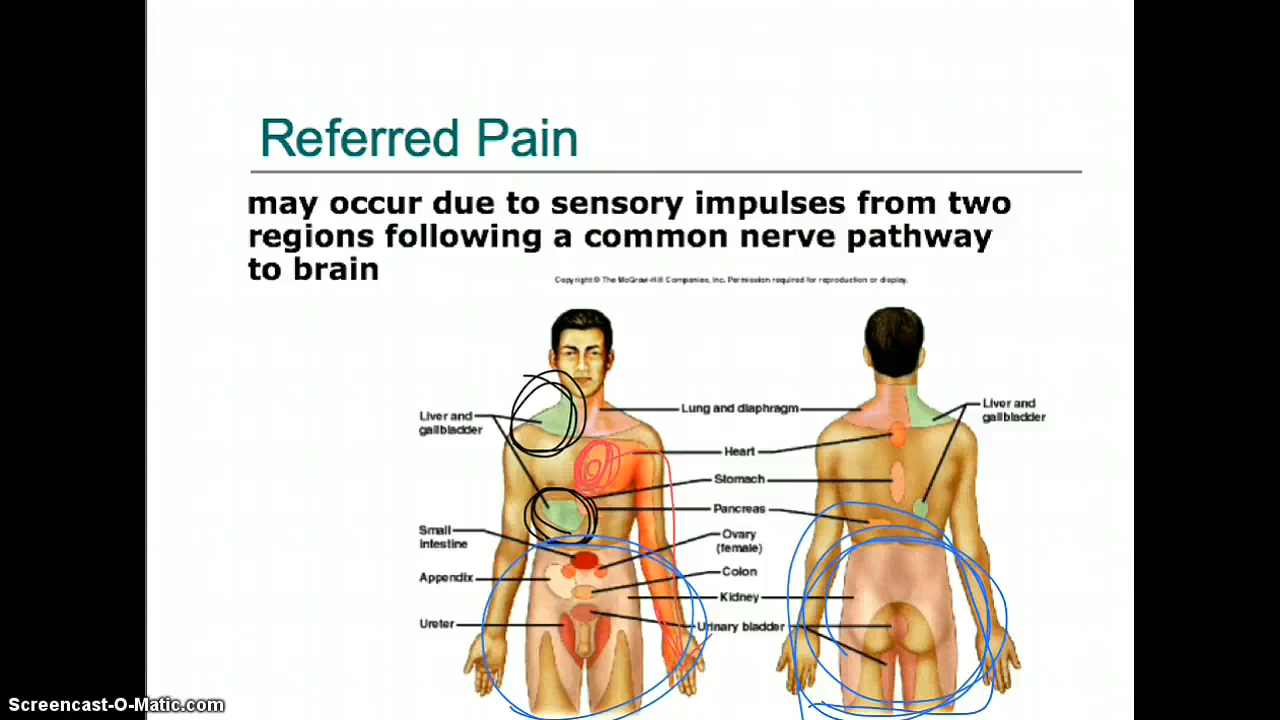 Referred Pain
may occur due to sensory impulses from two
regions following a common nerve pathway
to brain
Copyright © The McGraw-Hill Companies, Inc. Permission required for reproduction or display.
Liver and
gallbladder
Lung and diaphragm
Liver and
gallbladder
Heart
Stomach
Pancreas
Small
intestine
Ovary
(female)
Appendix
Colon
Kidney
Ureter
Urinary bladder
Screencast-O-Matic.com